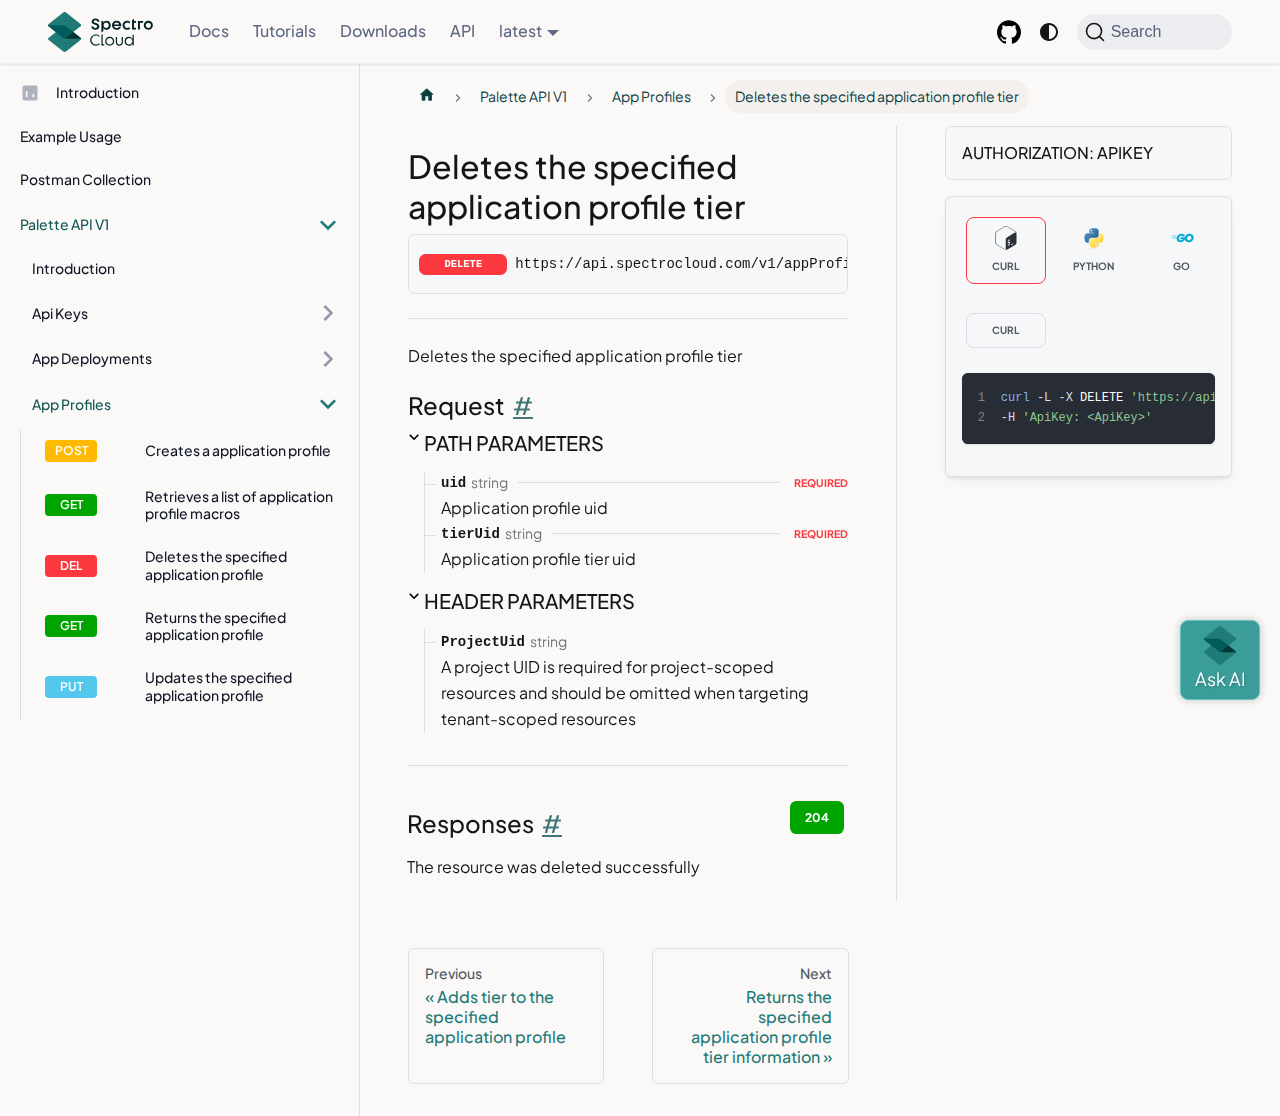 Spectro
Cloud
Docs
Tutorials
Downloads
API
latest
Search
Introduction
Example Usage
Postman Collection
Palette API V1
Introduction
Api Keys
App Deployments
App Profiles
POST Creates a application profile
GET Retrieves a list of application
profile macros
DEL Deletes the specified
application profile
GET Returns the specified
application profile
PUT Updates the specified
application profile
Palette API V1
App Profiles
Deletes the specified application profile tier
Deletes the specified
application profile tier
DELETE https://api.spectrocloud.com/v1/appProfi
Deletes the specified application profile tier
Request #
PATH PARAMETERS
uid string REQUIRED
Application profile uid
tierUid string REQUIRED
Application profile tier uid
HEADER PARAMETERS
ProjectUid string
A project UID is required for project-scoped
resources and should be omitted when targeting
tenant-scoped resources
Responses #
204
The resource was deleted successfully
Previous
« Adds tier to the
specified
application profile
Next
Returns the
specified
application profile
tier information »
AUTHORIZATION: APIKEY
CURL
PYTHON
GO
CURL
1 curl -L -X DELETE 'https://api
2 -H 'ApiKey: <ApiKey>'
Ask AI